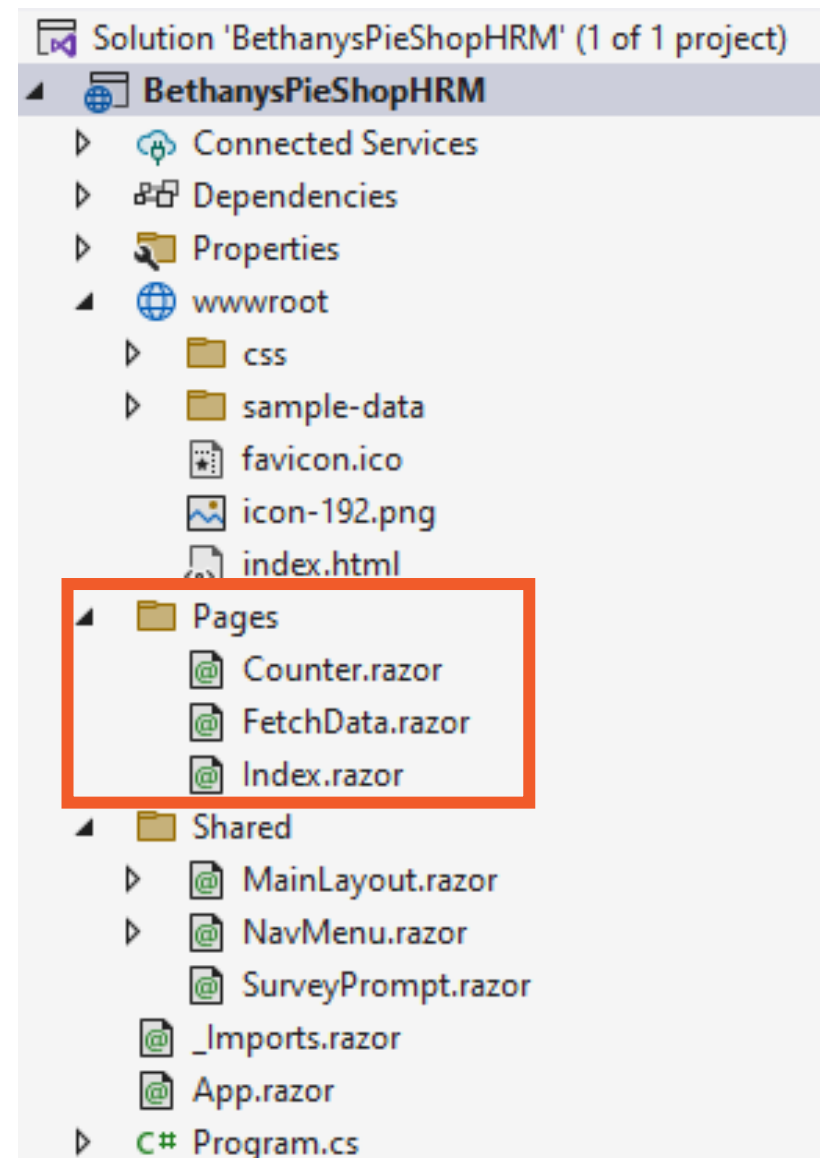 Solution 'BethanysPieShopHRM' (1 of 1 project)
BethanysPieShopHRM
Connected Services
Dependencies
Properties
wwwroot
css
sample-data
favicon.ico
icon-192.png
index.html
Pages
Counter.razor
FetchData.razor
Index.razor
Shared
MainLayout.razor
NavMenu.razor
SurveyPrompt.razor
_Imports.razor
App.razor
C# Program.cs